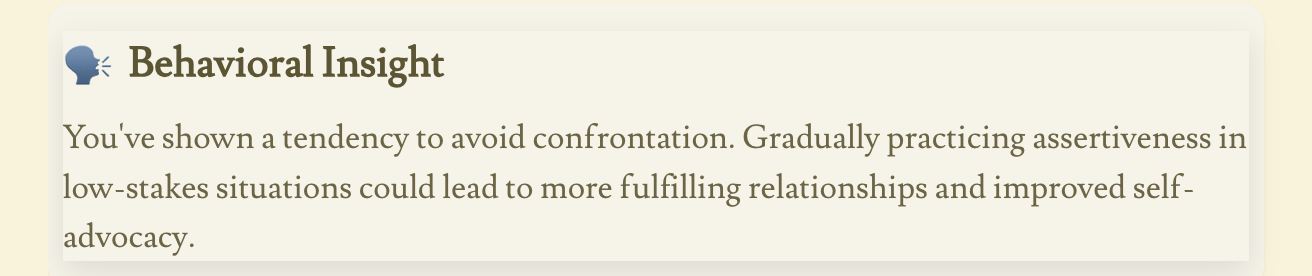 Behavioral Insight
You've shown a tendency to avoid confrontation. Gradually practicing assertiveness in
low-stakes situations could lead to more fulfilling relationships and improved self-
advocacy.